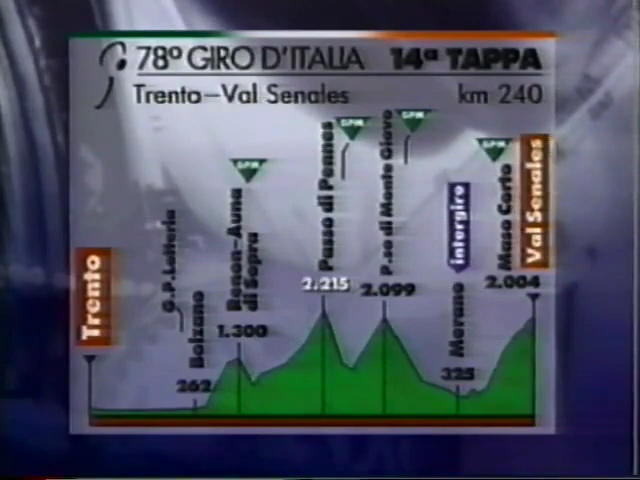 78º GIRO D'ITALIA 14ª TAPPA
Trento–Val Senales km 240
Trento
G.P. Lotteria
Bolzano
262
Renon-Auna
di Sopra
GPM
1.300
Passo di Pennes
GPM
2.215
P.so di Monte Giovo
GPM
2.099
Merano
intergiro
325
Maso Corto
GPM
2.004
Val Senales